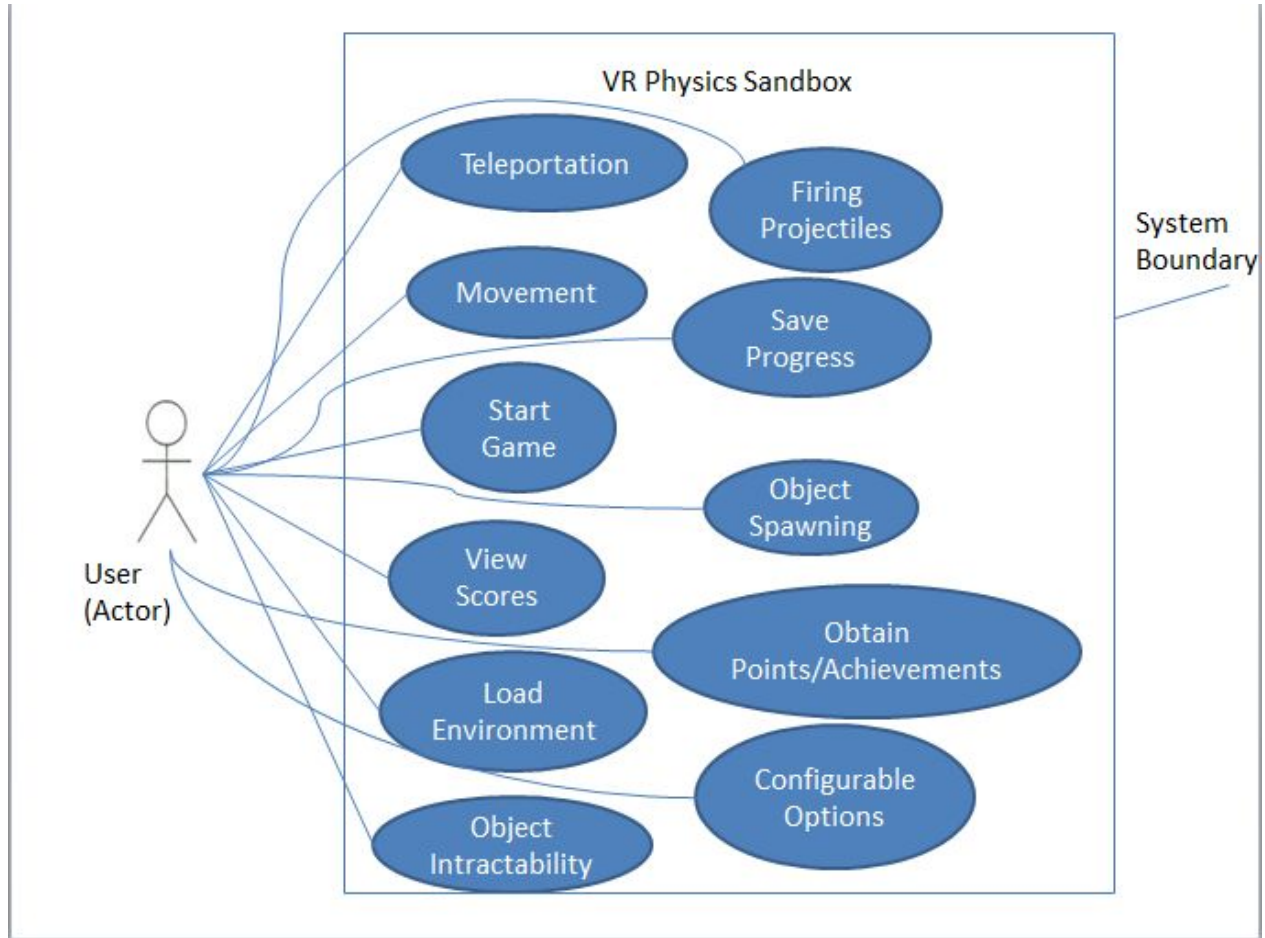 VR Physics Sandbox
Teleportation
Firing
Projectiles
System
Boundary
Movement
Save
Progress
Start
Game
Object
Spawning
View
Scores
User
(Actor)
Obtain
Points/Achievements
Load
Environment
Configurable
Options
Object
Intractability